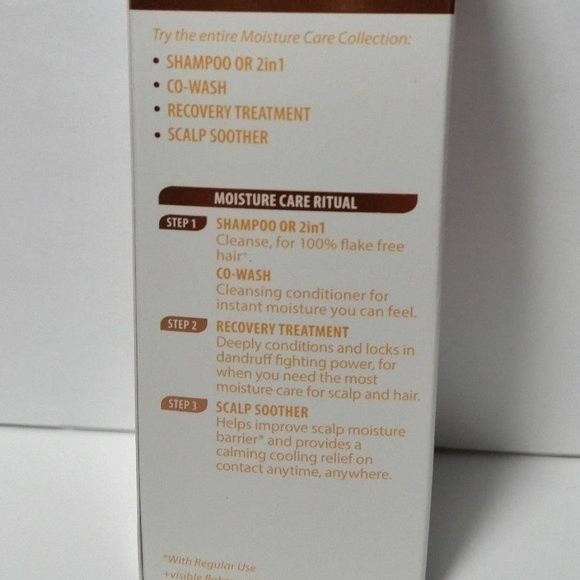 Try the entire Moisture Care Collection:
• SHAMPOO OR 2in1
• CO-WASH
• RECOVERY TREATMENT
• SCALP SOOTHER
MOISTURE CARE RITUAL
STEP 1 SHAMPOO OR 2in1
Cleanse, for 100% flake free
hair⁺.
CO-WASH
Cleansing conditioner for
instant moisture you can feel.
STEP 2 RECOVERY TREATMENT
Deeply conditions and locks in
dandruff fighting power, for
when you need the most
moisture care for scalp and hair.
STEP 3 SCALP SOOTHER
Helps improve scalp moisture
barrier* and provides a
calming cooling relief on
contact anytime, anywhere.
*With Regular Use
+visible